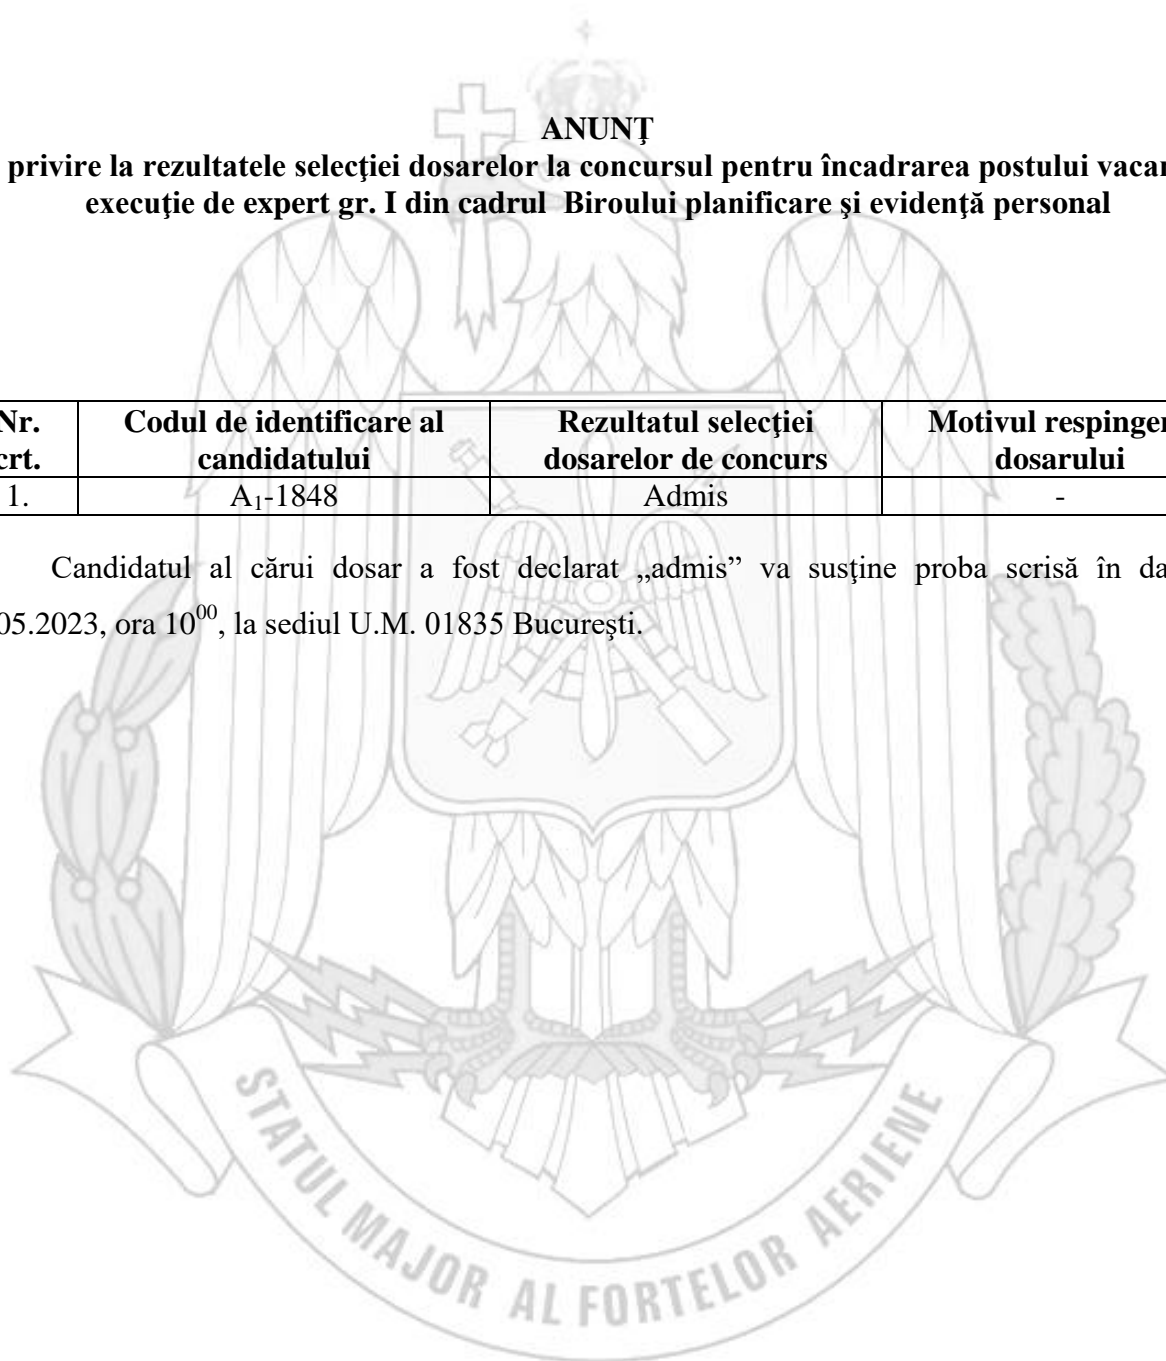 ANUNŢ
privire la rezultatele selecţiei dosarelor la concursul pentru încadrarea postului vacan
execuţie de expert gr. I din cadrul Biroului planificare şi evidenţă personal
Nr. crt. | Codul de identificare al candidatului | Rezultatul selecţiei dosarelor de concurs | Motivul respinger dosarului
1. | A₁-1848 | Admis | -
Candidatul al cărui dosar a fost declarat „admis” va susţine proba scrisă în da
05.2023, ora 10⁰⁰, la sediul U.M. 01835 Bucureşti.
STATUL MAJOR AL FORTELOR AERIENE